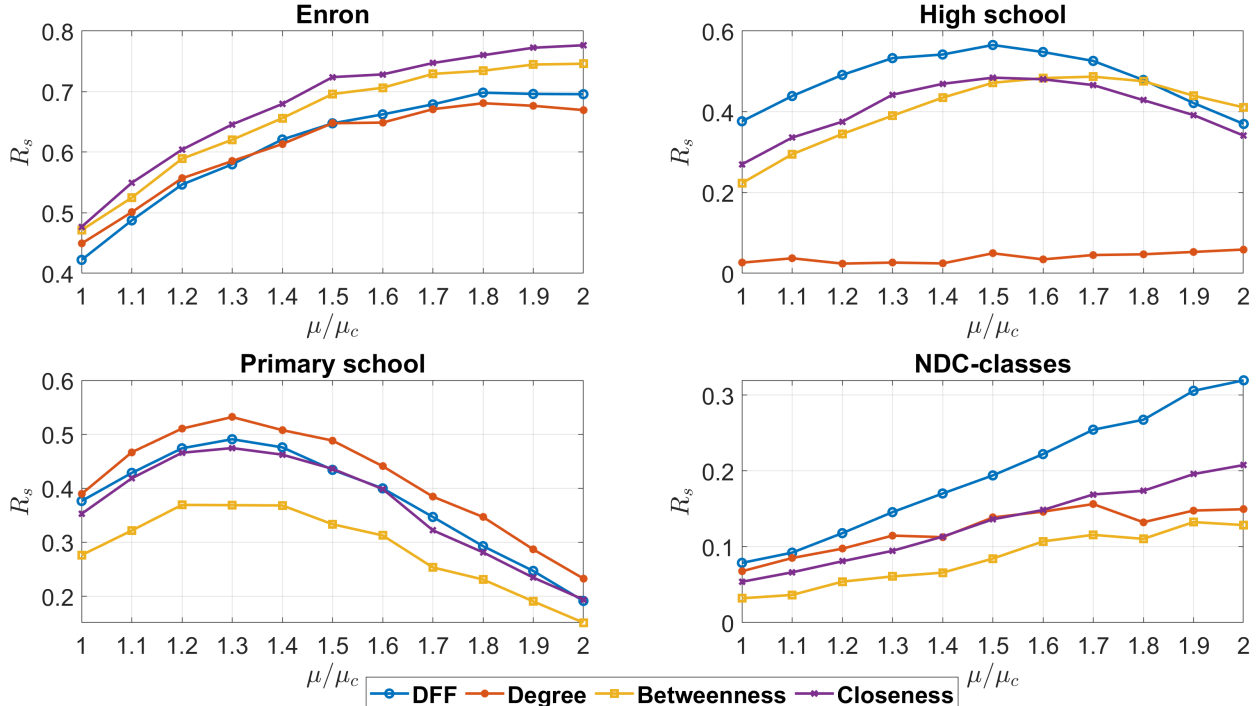 Enron
0.8
0.7
0.6
0.5
0.4
R_s
1 1.1 1.2 1.3 1.4 1.5 1.6 1.7 1.8 1.9 2
μ/μ_c
High school
0.6
0.4
0.2
0
R_s
1 1.1 1.2 1.3 1.4 1.5 1.6 1.7 1.8 1.9 2
μ/μ_c
Primary school
0.6
0.5
0.4
0.3
0.2
R_s
1 1.1 1.2 1.3 1.4 1.5 1.6 1.7 1.8 1.9 2
μ/μ_c
NDC-classes
0.3
0.2
0.1
0
R_s
1 1.1 1.2 1.3 1.4 1.5 1.6 1.7 1.8 1.9 2
μ/μ_c
DFF Degree Betweenness Closeness